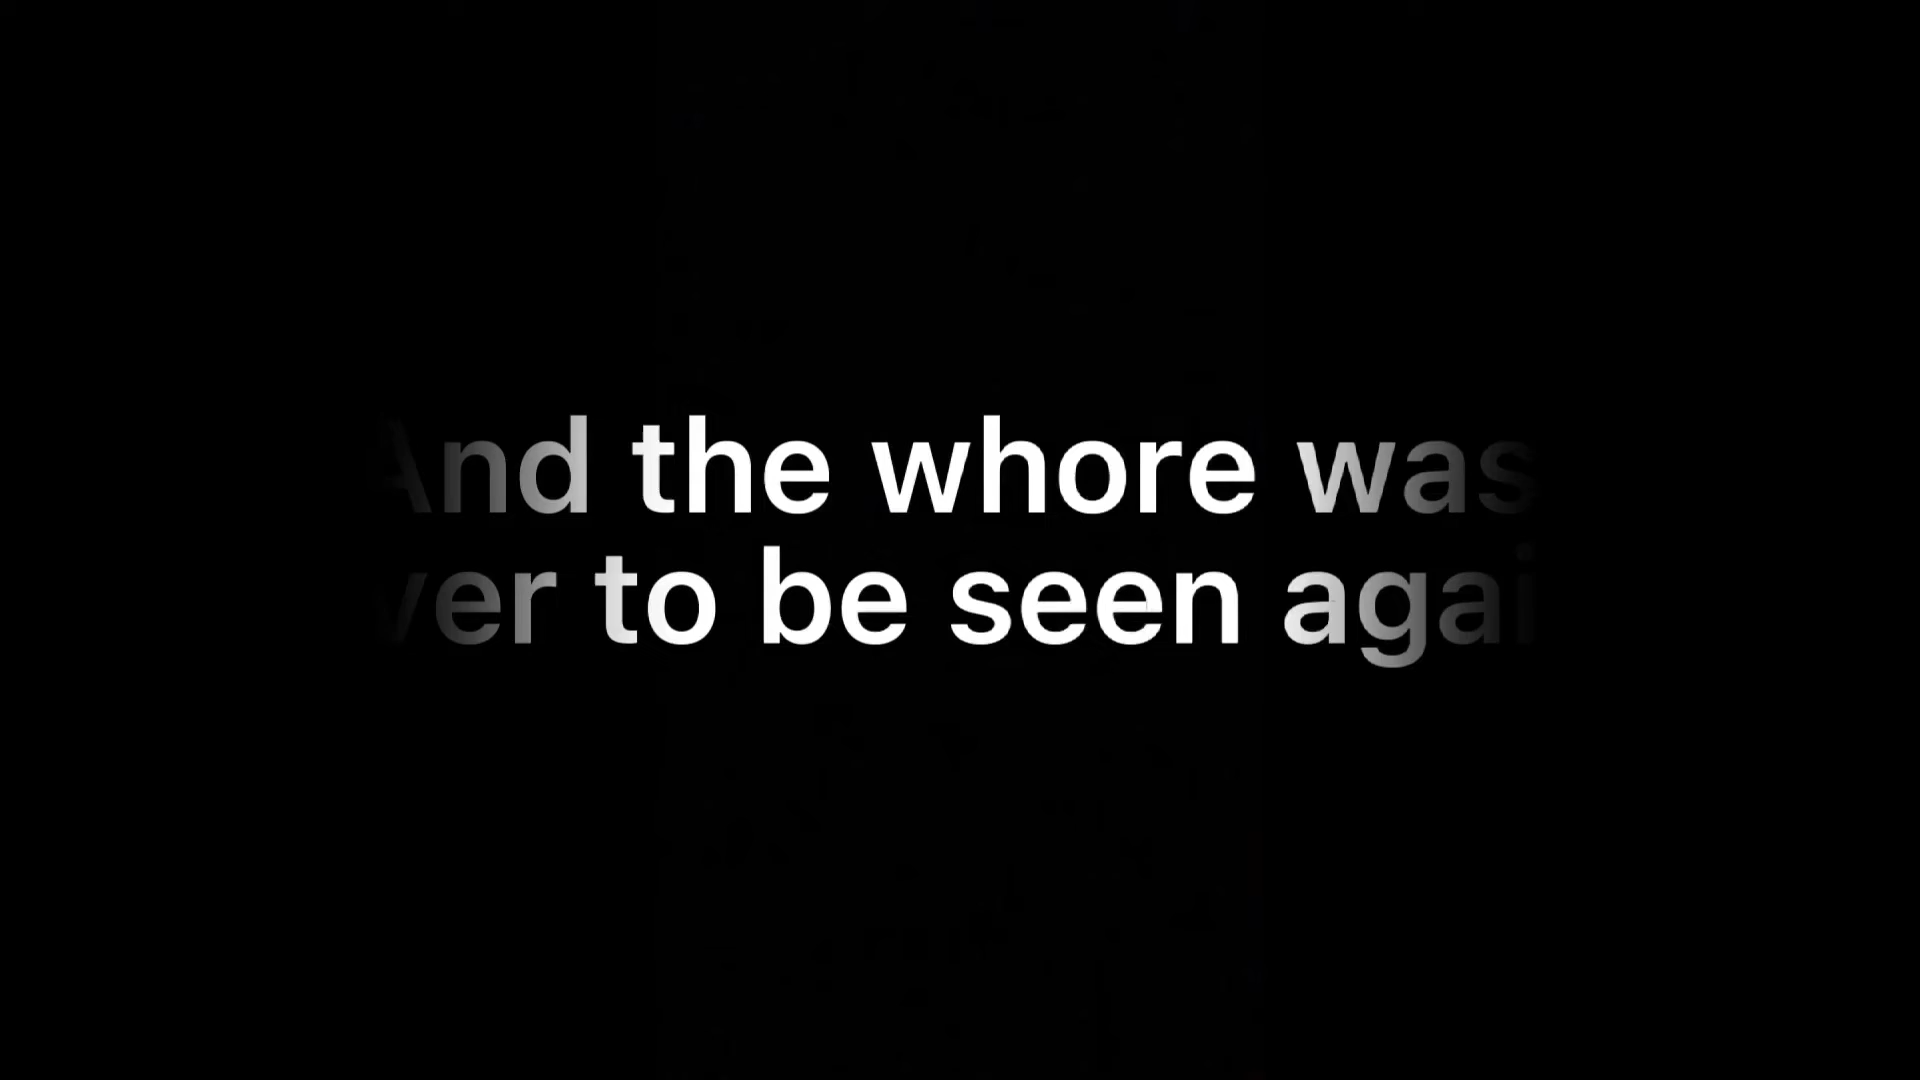 And the whore was
ver to be seen agai